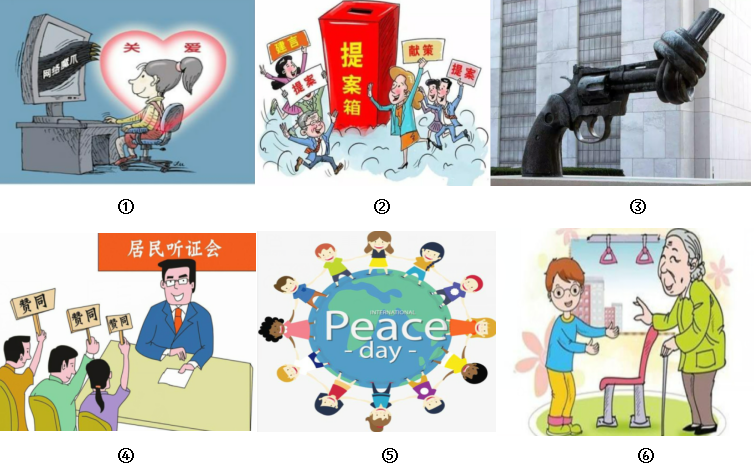 关 爱
网络魔爪
建言
提案
提案箱
献策
提案
①
②
③
居民听证会
赞同
赞同
赞同
INTERNATIONAL
Peace
- day -
④
⑤
⑥